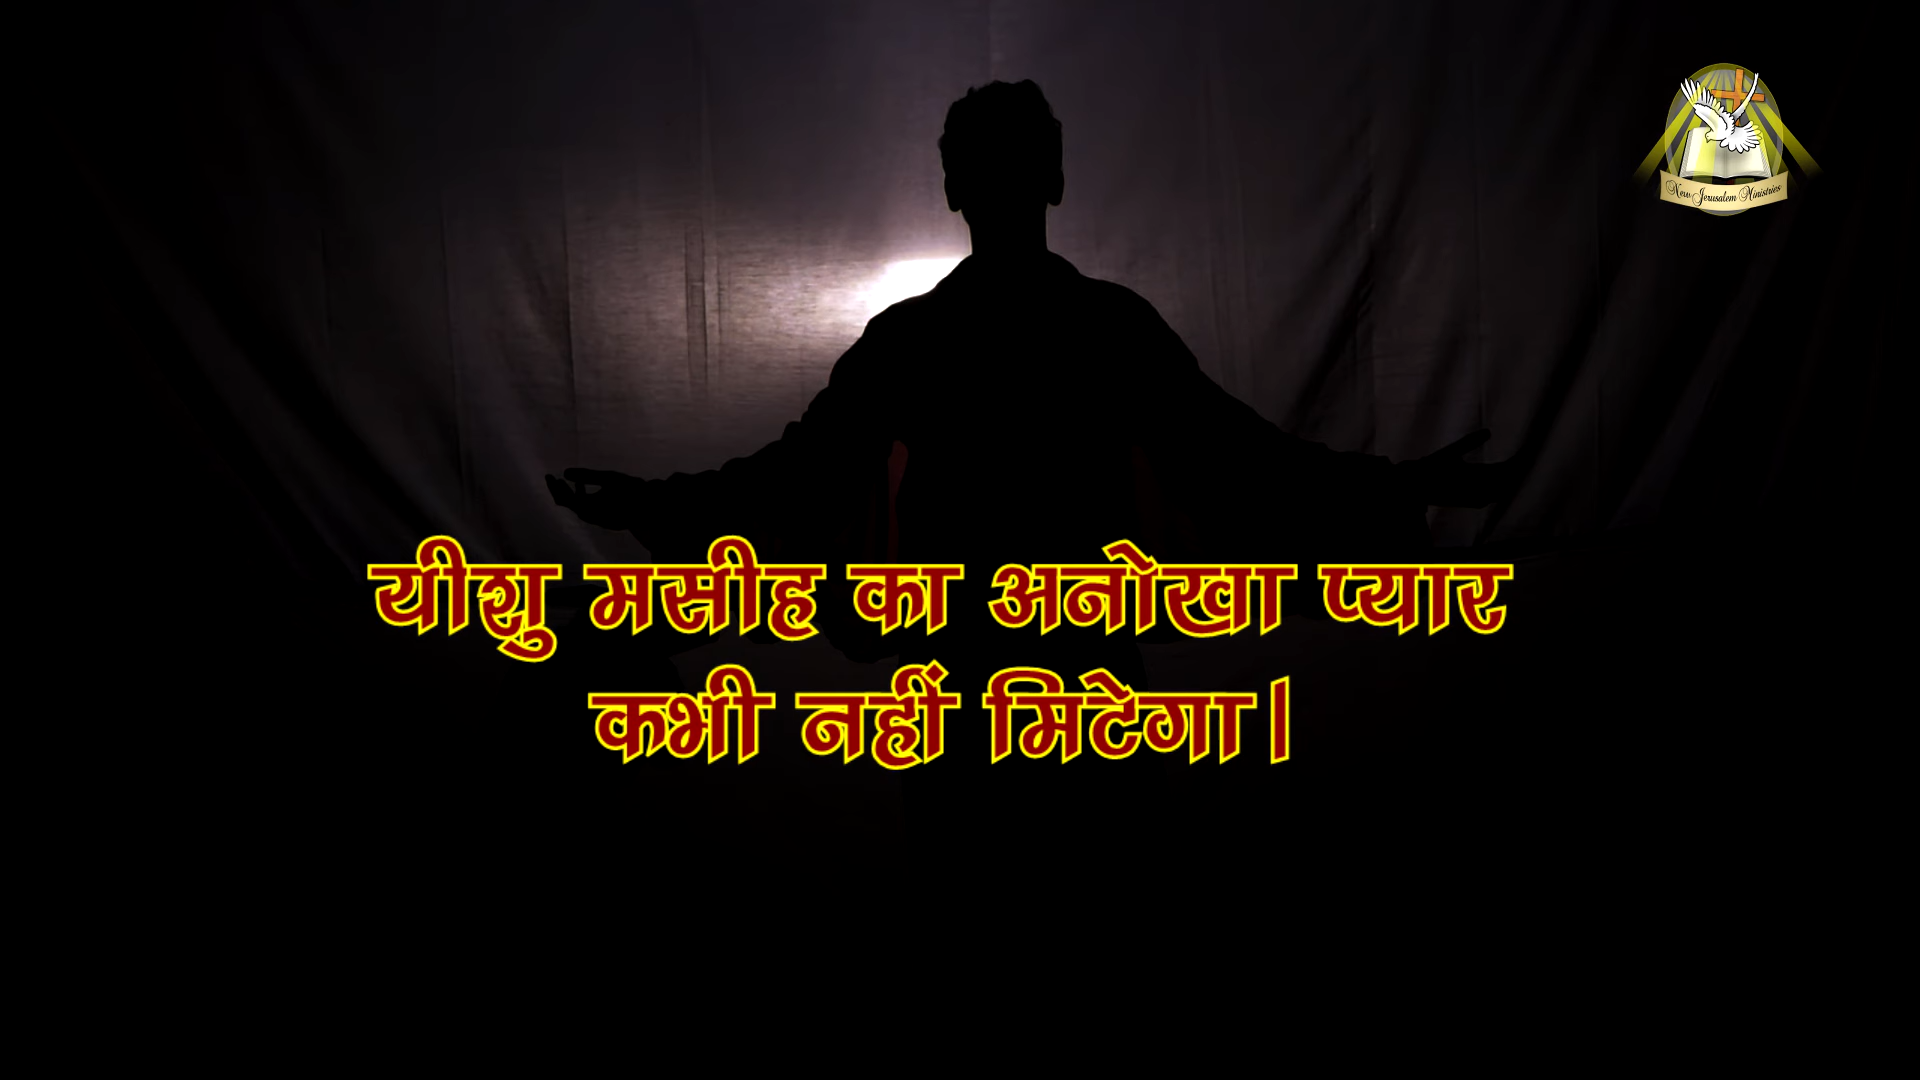 New Jerusalem Ministries
यीशु मसीह का अनोखा प्यार
कभी नहीं मिटेगा।